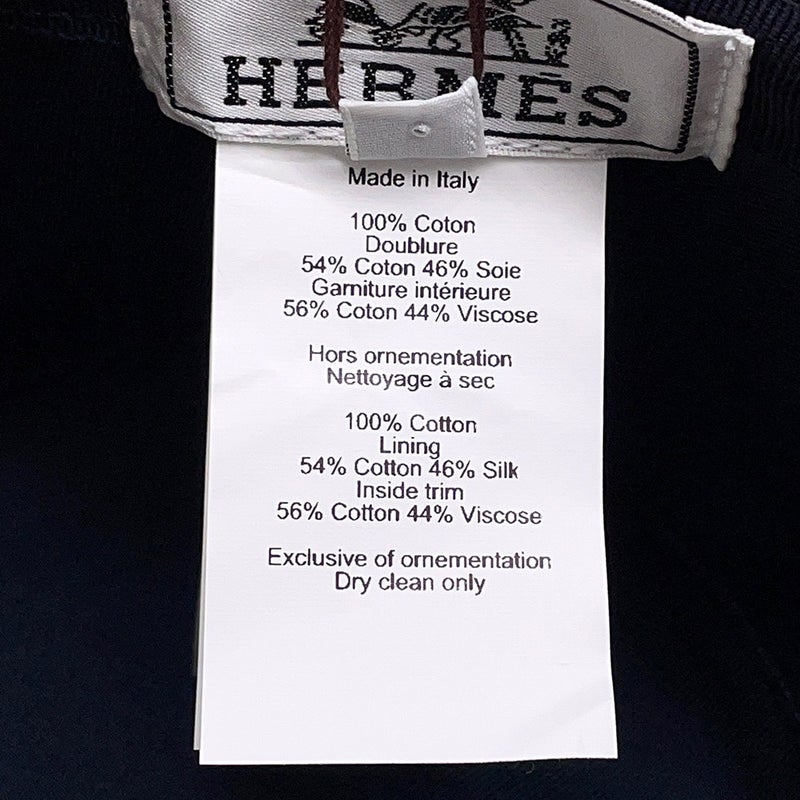 HERMĒS
Made in Italy
100% Coton
Doublure
54% Coton 46% Soie
Garniture intérieure
56% Coton 44% Viscose
Hors ornementation
Nettoyage à sec
100% Cotton
Lining
54% Cotton 46% Silk
Inside trim
56% Cotton 44% Viscose
Exclusive of ornementation
Dry clean only